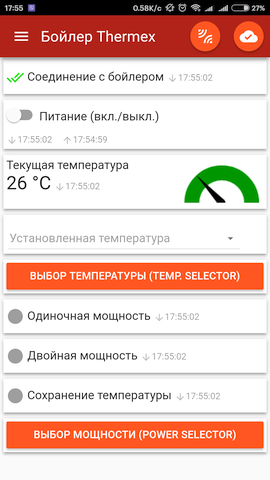 17:55 0.58K/s 27%
Бойлер Thermex
Соединение с бойлером 17:55:02
Питание (вкл./выкл.)
17:55:02 17:54:59
Текущая температура
26 °C 17:55:02
Установленная температура
ВЫБОР ТЕМПЕРАТУРЫ (TEMP. SELECTOR)
Одиночная мощность 17:55:02
Двойная мощность 17:55:02
Сохранение температуры 17:55:02
ВЫБОР МОЩНОСТИ (POWER SELECTOR)